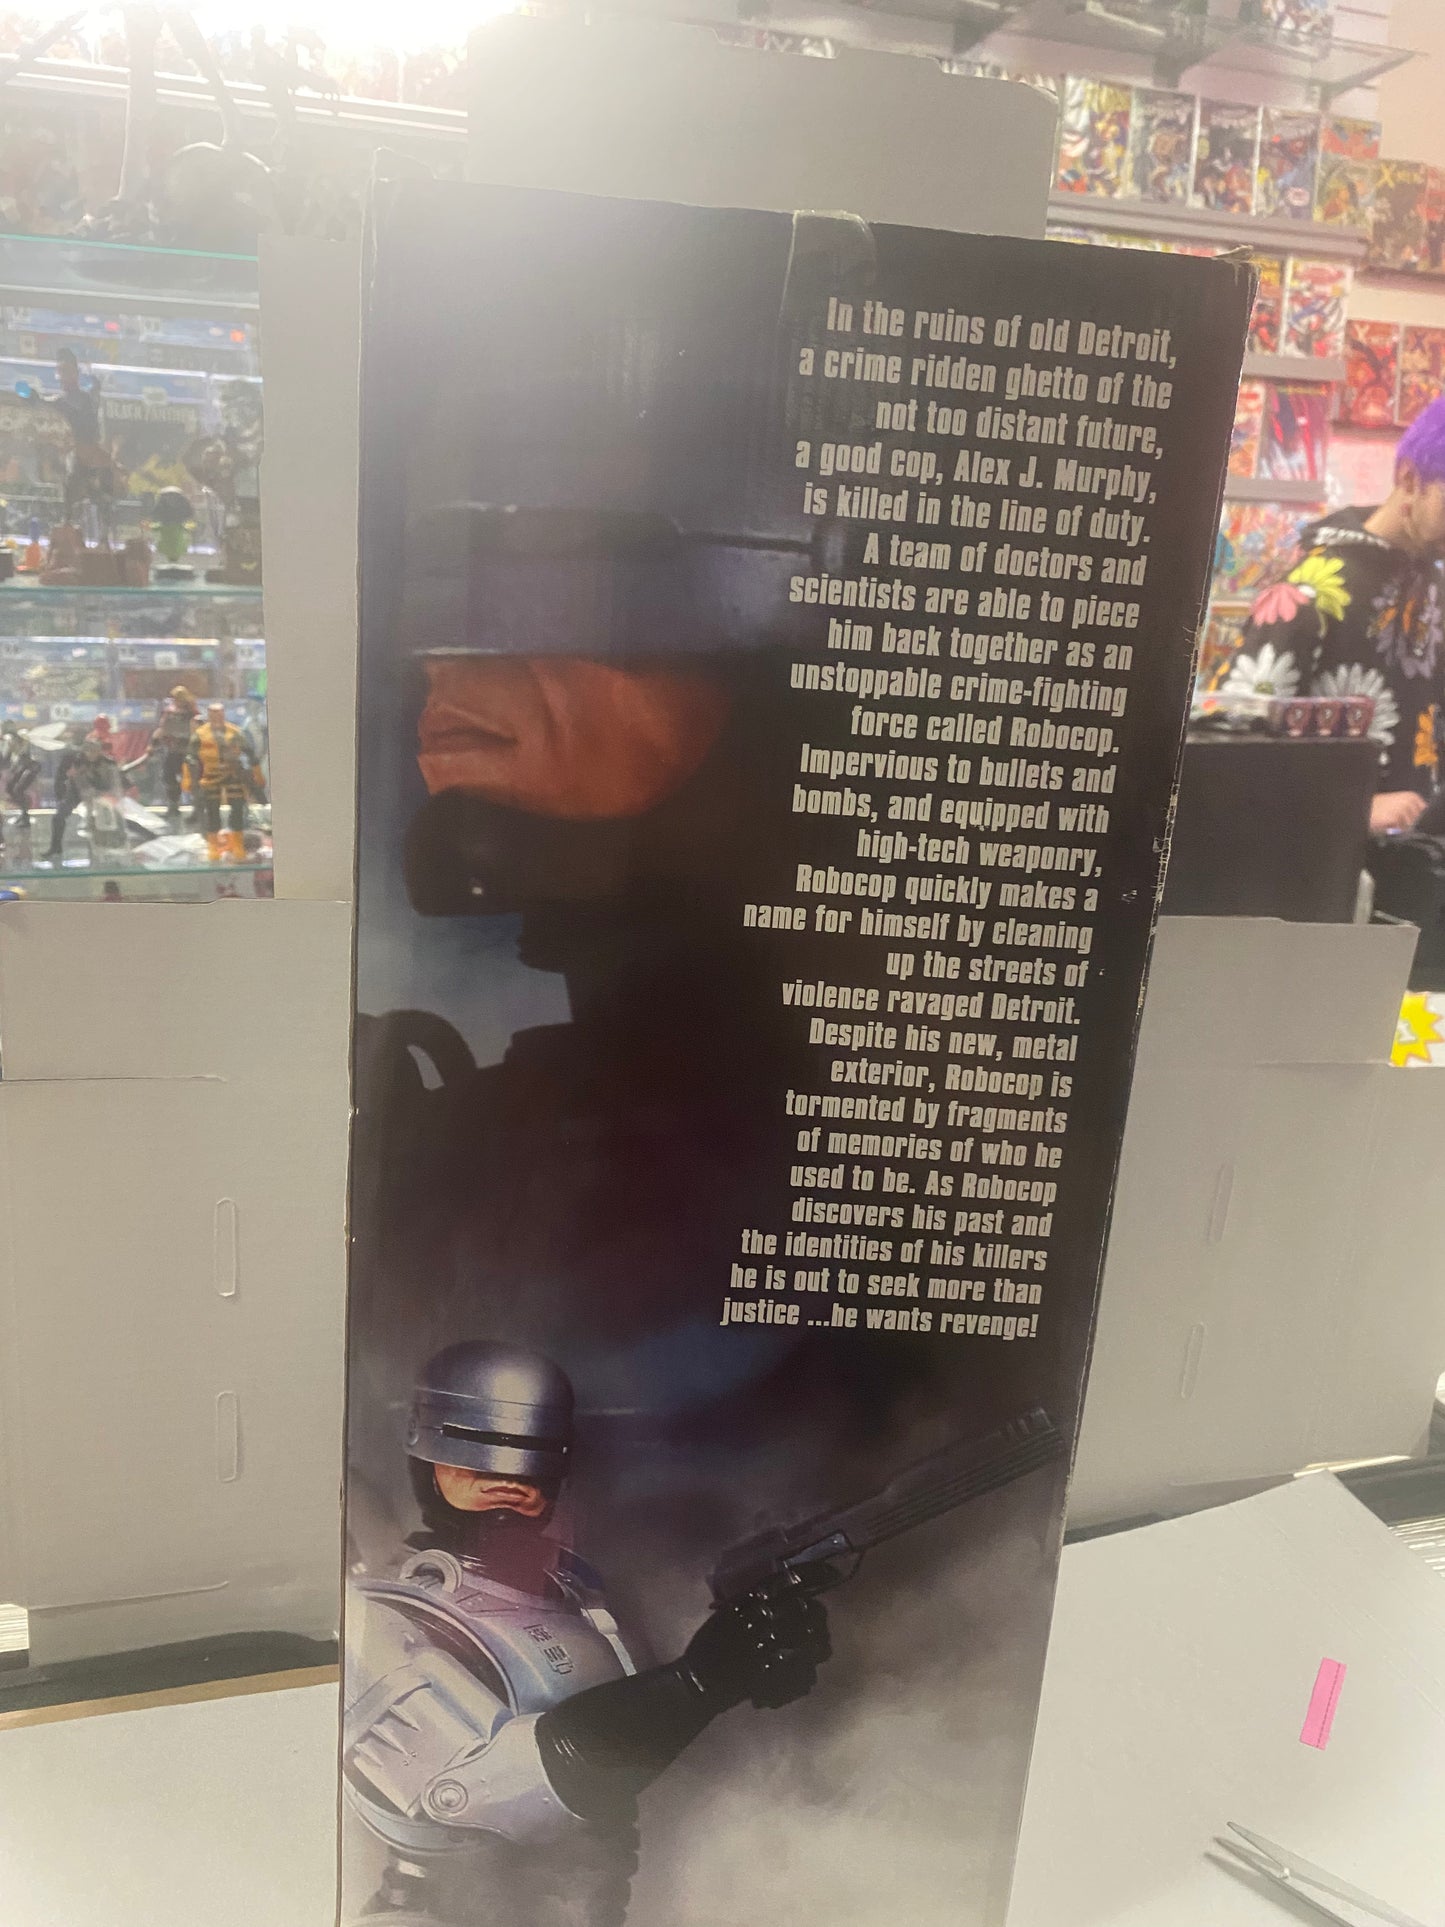 In the ruins of old Detroit,
a crime ridden ghetto of the
not too distant future,
a good cop, Alex J. Murphy,
is killed in the line of duty.
A team of doctors and
scientists are able to piece
him back together as an
unstoppable crime-fighting
force called Robocop.
Impervious to bullets and
bombs, and equipped with
high-tech weaponry,
Robocop quickly makes a
name for himself by cleaning
up the streets of
violence ravaged Detroit.
Despite his new, metal
exterior, Robocop is
tormented by fragments
of memories of who he
used to be. As Robocop
discovers his past and
the identities of his killers
he is out to seek more than
justice ...he wants revenge!